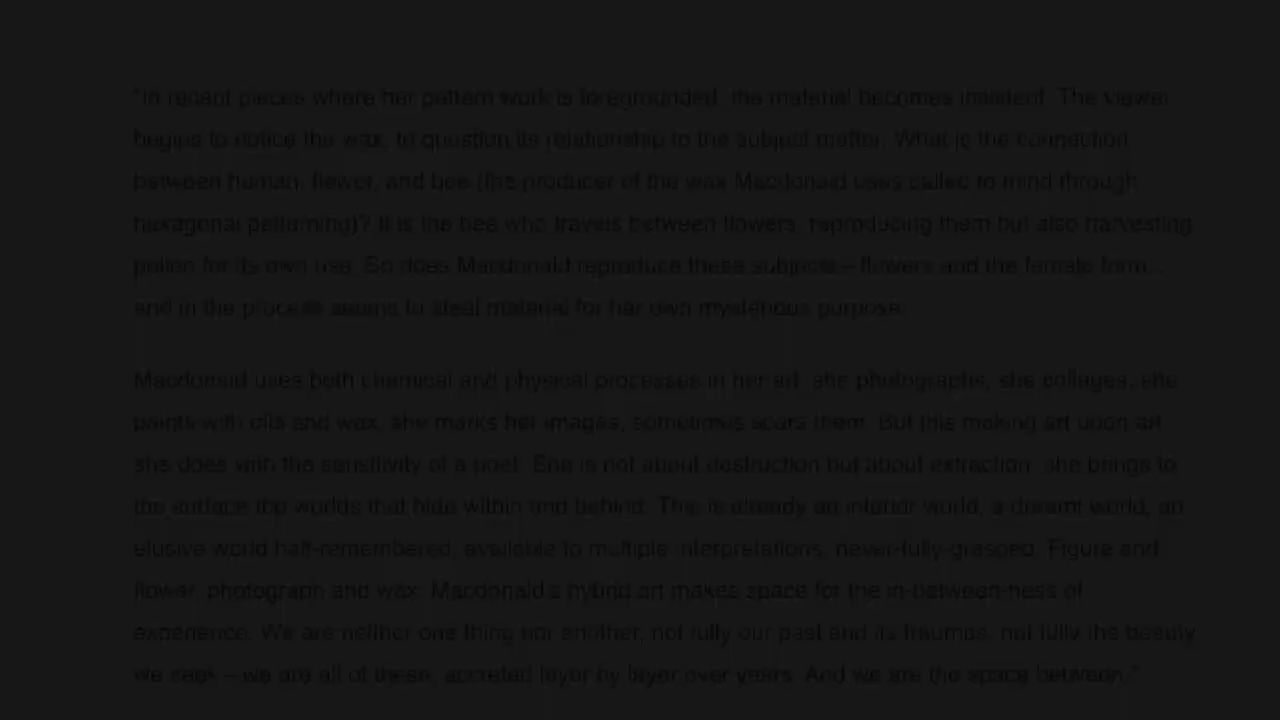 "In recent pieces where her pattern work is foregrounded, the material becomes insistent. The viewer
begins to notice the wax, to question its relationship to the subject matter. What is the connection
between human, flower, and bee (the producer of the wax Macdonald uses called to mind through
hexagonal patterning)? It is the bee who travels between flowers, reproducing them but also harvesting
pollen for its own use. So does Macdonald reproduce these subjects – flowers and the female form...
and in the process seems to steal material for her own mysterious purpose.
Macdonald uses both chemical and physical processes in her art: she photographs, she collages, she
paints with oils and wax, she marks her images, sometimes scars them. But this making art upon art
she does with the sensitivity of a poet. She is not about destruction but about extraction: she brings to
the surface the worlds that hide within and behind. This is already an interior world, a dreamt world, an
elusive world half-remembered, available to multiple interpretations, never-fully-grasped. Figure and
flower, photograph and wax: Macdonald's hybrid art makes space for the in-between-ness of
experience. We are neither one thing nor another, not fully our past and its traumas, not fully the beauty
we seek – we are all of these, accreted layer by layer over years. And we are the space between."